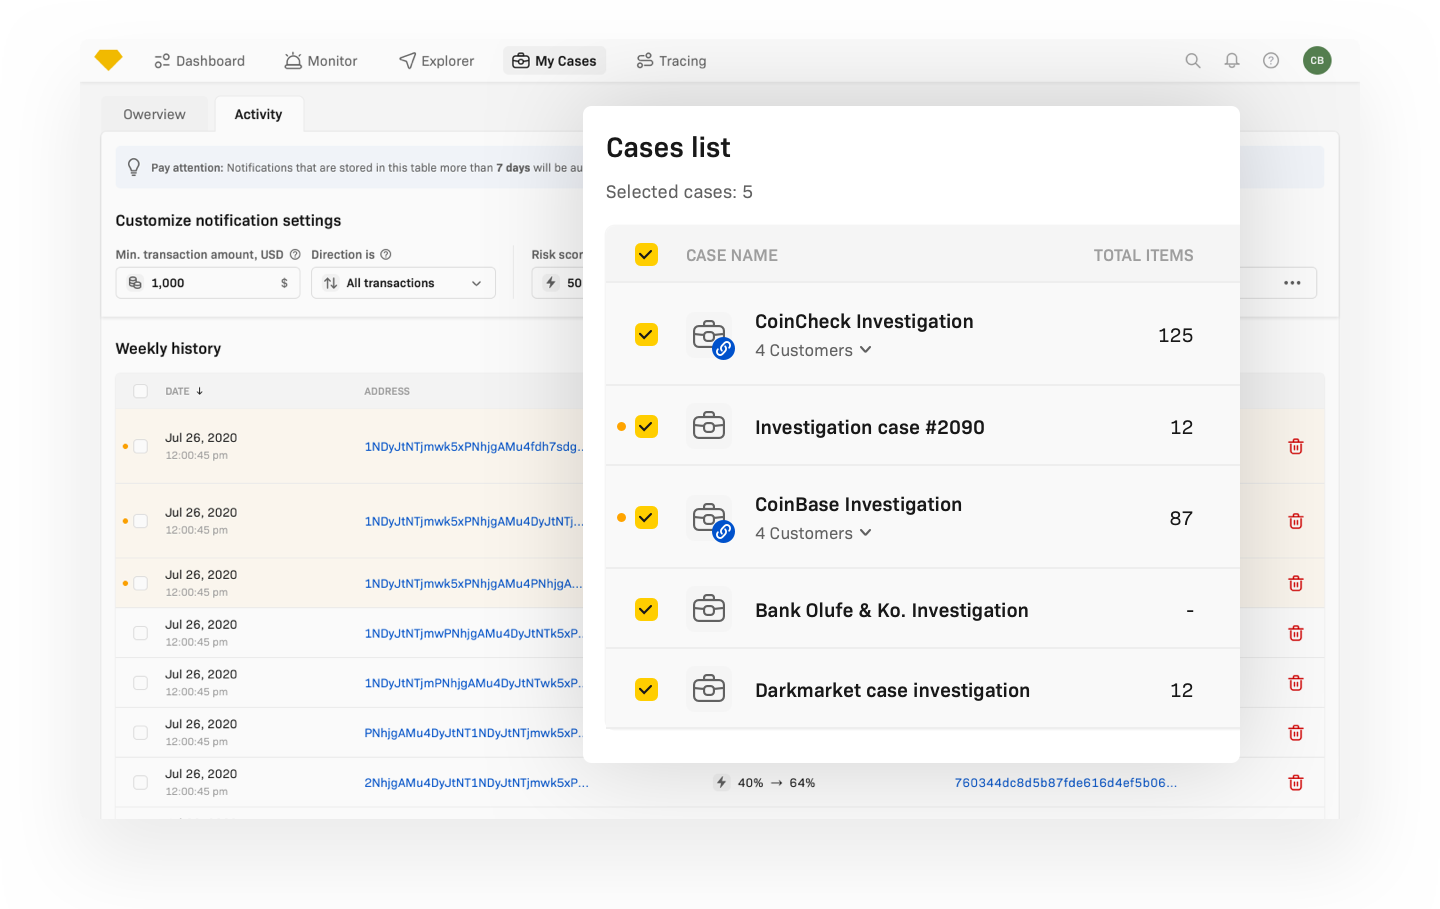 Dashboard Monitor Explorer My Cases Tracing CB
Owerview Activity
Pay attention: Notifications that are stored in this table more than 7 days will be au
Customize notification settings
Min. transaction amount, USD Direction is Risk scor
1,000 $ All transactions 50
Weekly history
DATE ADDRESS
Jul 26, 2020
12:00:45 pm
1NDyJtNTjmwk5xPNhjgAMu4fdh7sdg...
Jul 26, 2020
12:00:45 pm
1NDyJtNTjmwk5xPNhjgAMu4DyJtNTj...
Jul 26, 2020
12:00:45 pm
1NDyJtNTjmwk5xPNhjgAMu4PNhjgA...
Jul 26, 2020
12:00:45 pm
1NDyJtNTjmwPNhjgAMu4DyJtNTk5xP..
Jul 26, 2020
12:00:45 pm
1NDyJtNTjmPNhjgAMu4DyJtNTwk5xP..
Jul 26, 2020
12:00:45 pm
PNhjgAMu4DyJtNT1NDyJtNTjmwk5xP..
Jul 26, 2020
12:00:45 pm
2NhjgAMu4DyJtNT1NDyJtNTjmwk5xP...
40% → 64%
760344dc8d5b87fde616d4ef5b06...
Cases list
Selected cases: 5
CASE NAME TOTAL ITEMS
CoinCheck Investigation
4 Customers
125
Investigation case #2090 12
CoinBase Investigation
4 Customers
87
Bank Olufe & Ko. Investigation -
Darkmarket case investigation 12